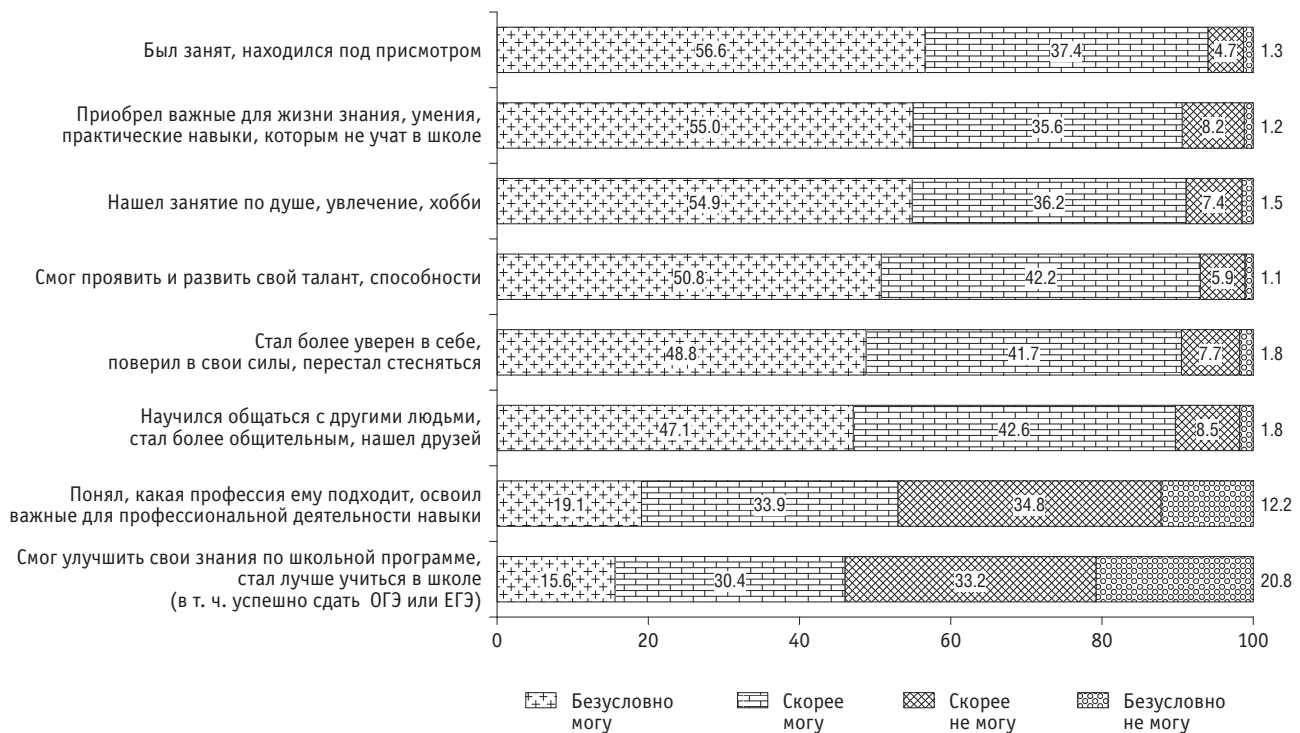 Был занят, находился под присмотром
56.6 37.4 4.7 1.3
Приобрел важные для жизни знания, умения,
практические навыки, которым не учат в школе
55.0 35.6 8.2 1.2
Нашел занятие по душе, увлечение, хобби
54.9 36.2 7.4 1.5
Смог проявить и развить свой талант, способности
50.8 42.2 5.9 1.1
Стал более уверен в себе,
поверил в свои силы, перестал стесняться
48.8 41.7 7.7 1.8
Научился общаться с другими людьми,
стал более общительным, нашел друзей
47.1 42.6 8.5 1.8
Понял, какая профессия ему подходит, освоил
важные для профессиональной деятельности навыки
19.1 33.9 34.8 12.2
Смог улучшить свои знания по школьной программе,
стал лучше учиться в школе
(в т. ч. успешно сдать ОГЭ или ЕГЭ)
15.6 30.4 33.2 20.8
0 20 40 60 80 100
Безусловно могу
Скорее могу
Скорее не могу
Безусловно не могу